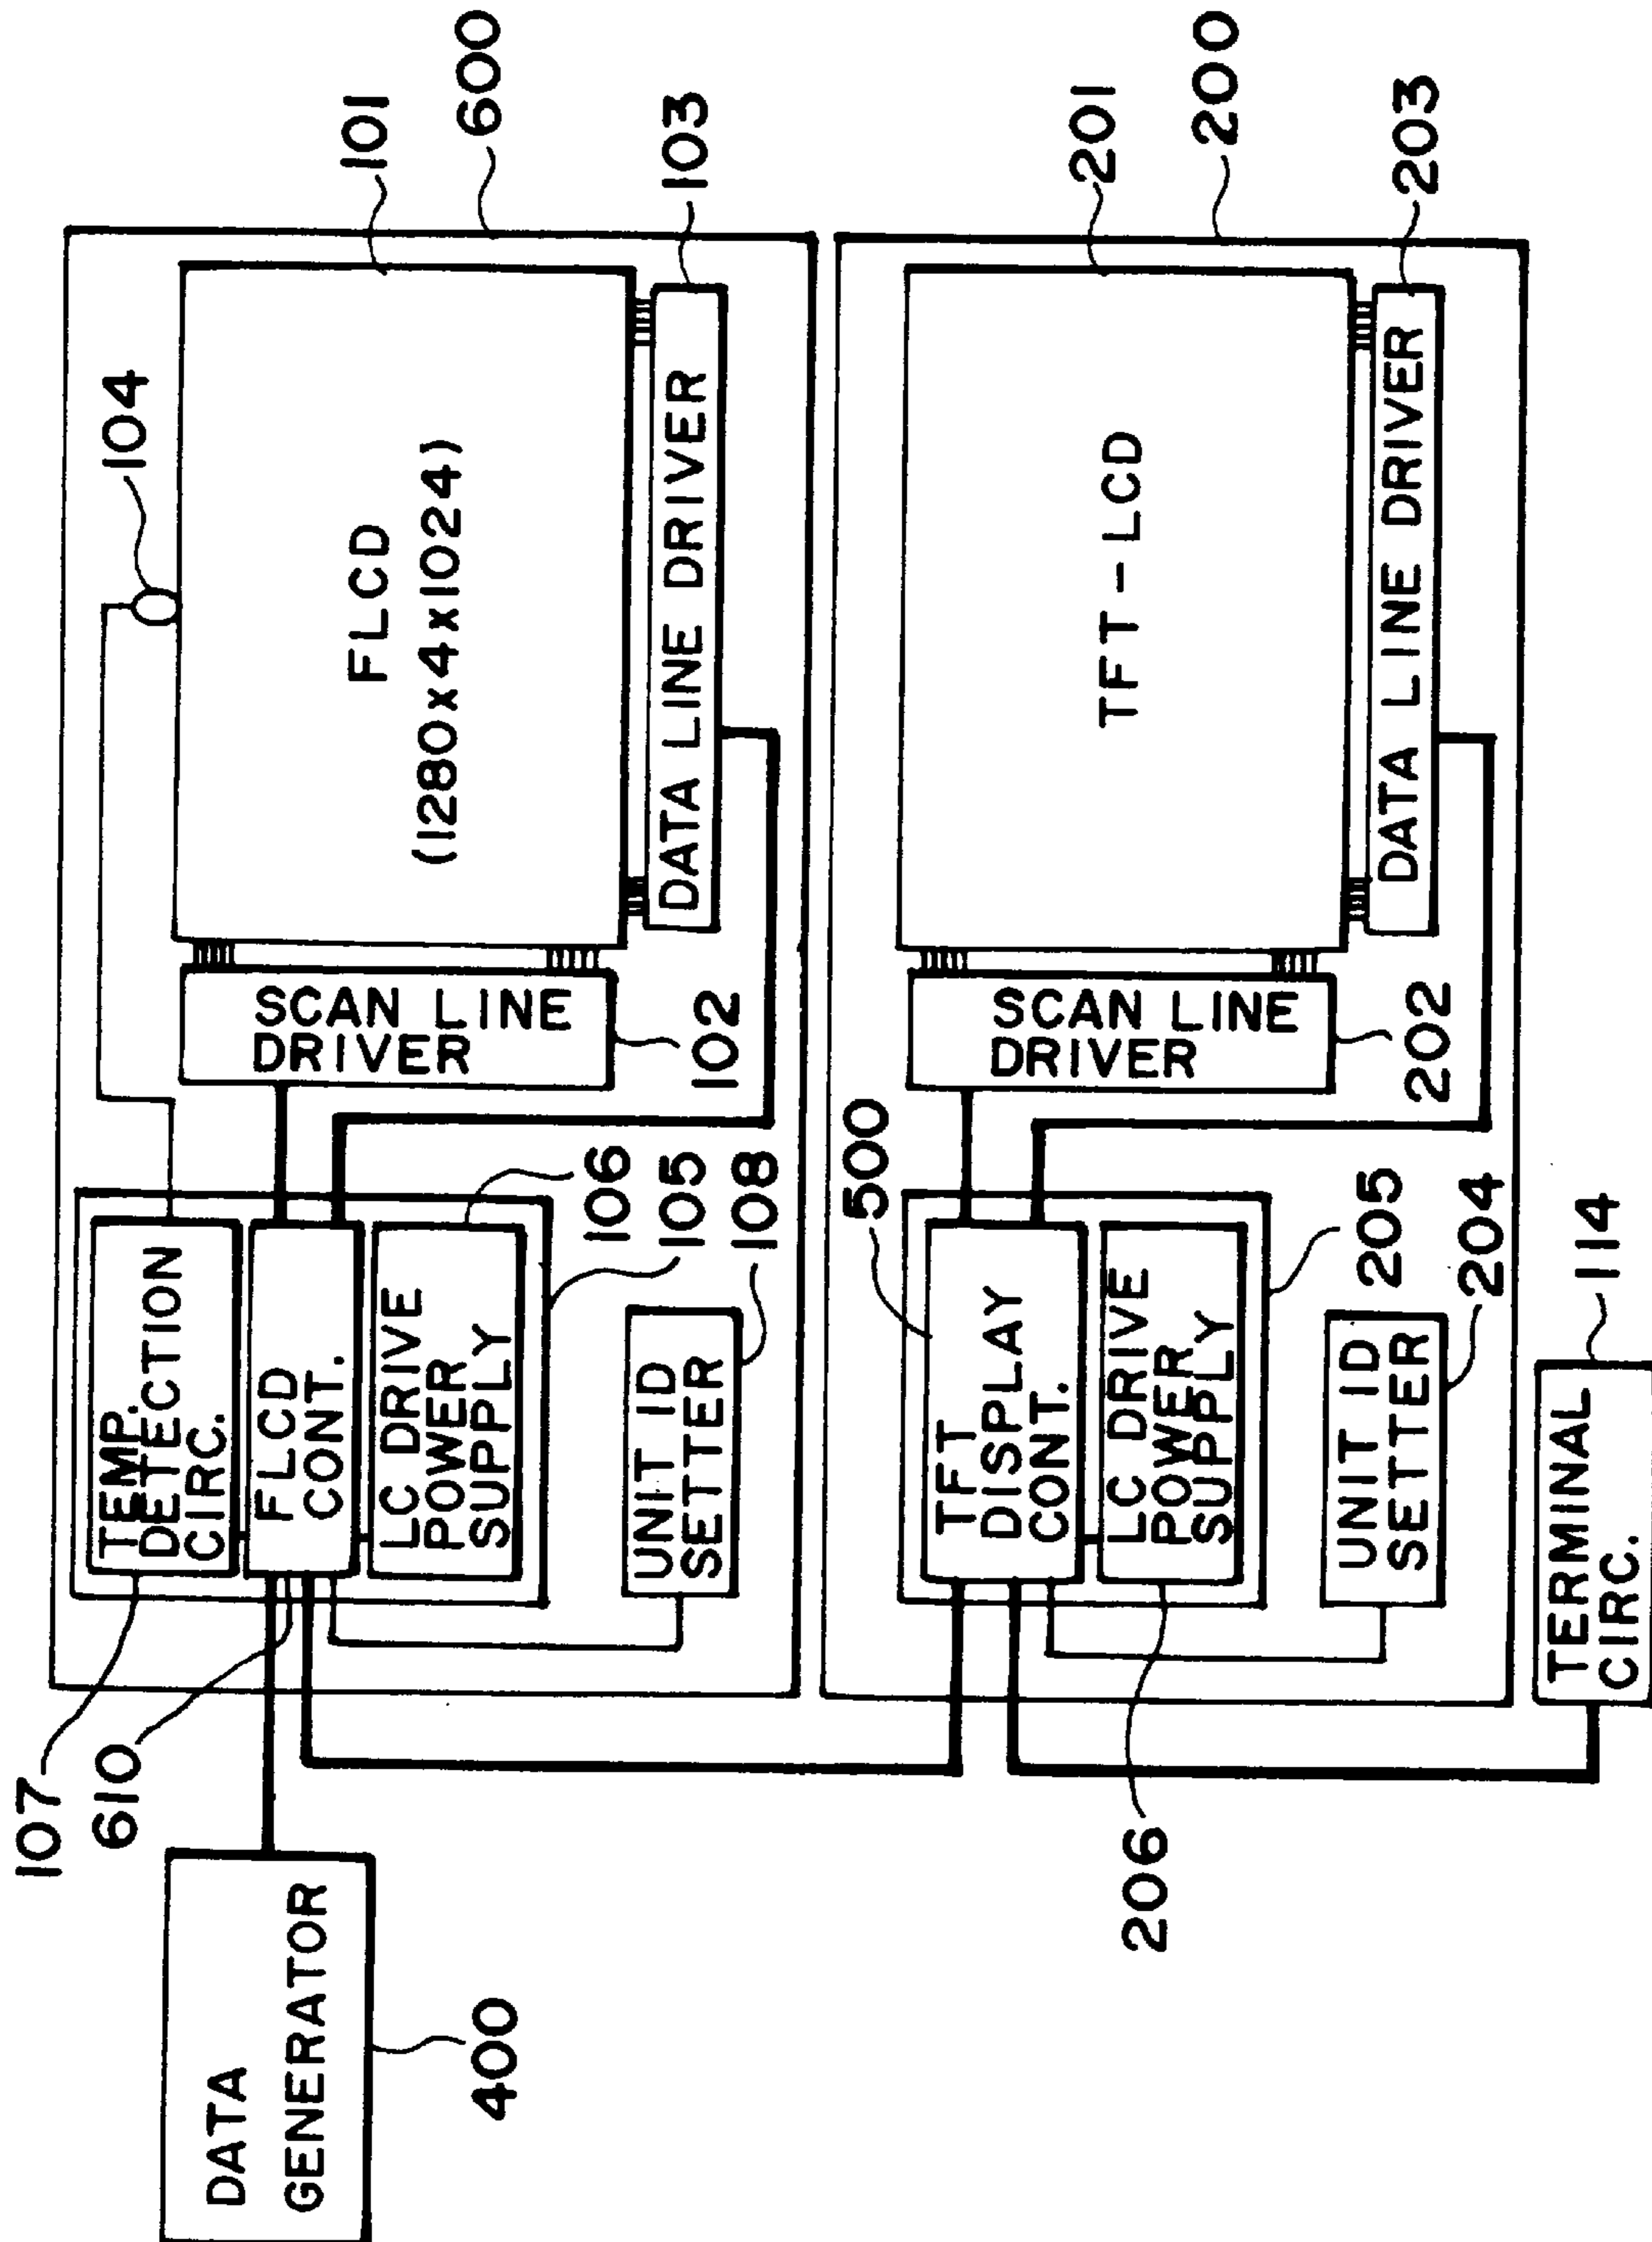 600
101
104
FLCD
(1280x4x1024)
103
DATA LINE DRIVER
SCAN LINE
DRIVER
102
107
TEMP.
DETECTION
CIRC.
610
FLCD
CONT.
LC DRIVE
POWER
SUPPLY
106
105
108
UNIT ID
SETTER
DATA
GENERATOR
400
200
201
TFT-LCD
203
DATA LINE DRIVER
SCAN LINE
DRIVER
202
500
TFT
DISPLAY
CONT.
LC DRIVE
POWER
SUPPLY
206
205
204
UNIT ID
SETTER
114
TERMINAL
CIRC.